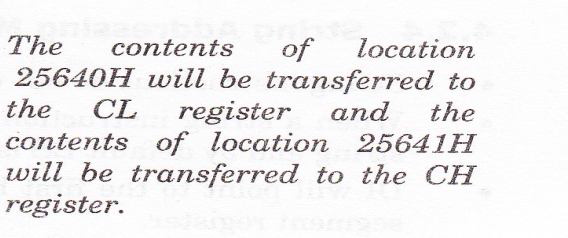 The contents of location
25640H will be transferred to
the CL register and the
contents of location 25641H
will be transferred to the CH
register.